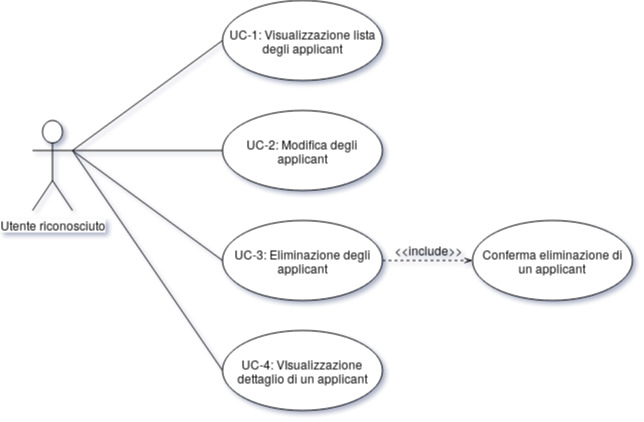 UC-1: Visualizzazione lista
degli applicant
UC-2: Modifica degli
applicant
Utente riconosciuto
UC-3: Eliminazione degli
applicant
<<include>>
Conferma eliminazione di
un applicant
UC-4: VIsualizzazione
dettaglio di un applicant